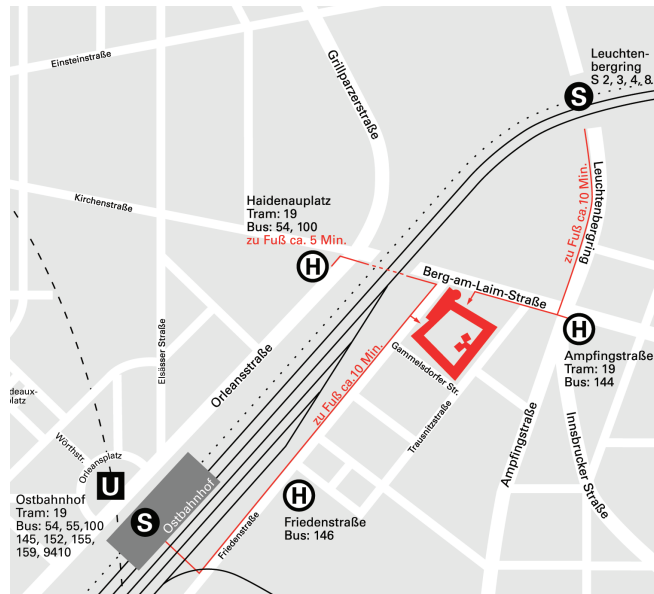 Einsteinstraße
Grillparzerstraße
Leuchten-
bergring
S 2, 3, 4, 8
S
Kirchenstraße
Haidenauplatz
Tram: 19
Bus: 54, 100
zu Fuß ca. 5 Min.
H
Leuchtenbergring
zu Fuß ca.10 Min.
Berg-am-Laim-Straße
H
Ampfingstraße
Tram: 19
Bus: 144
Elsässer Straße
Orleansstraße
zu Fuß ca.10 Min.
Gammelsdorfer Str.
Trausnitzstraße
Ampfingstraße
Innsbrucker Straße
deaux-
latz
Wörthstr.
Orleansplatz
U
Ostbahnhof
Tram: 19
Bus: 54, 55,100
145, 152, 155,
159, 9410
S
Ostbahnhof
Friedenstraße
H
Friedenstraße
Bus: 146